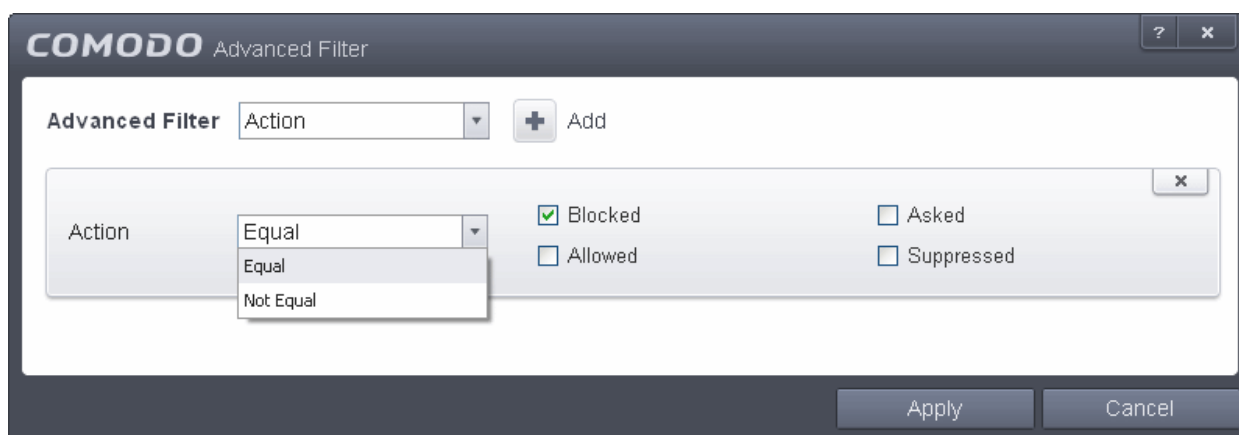 COMODO Advanced Filter ? x
Advanced Filter Action + Add
x
Action Equal Blocked Asked
Equal Allowed Suppressed
Not Equal
Apply Cancel